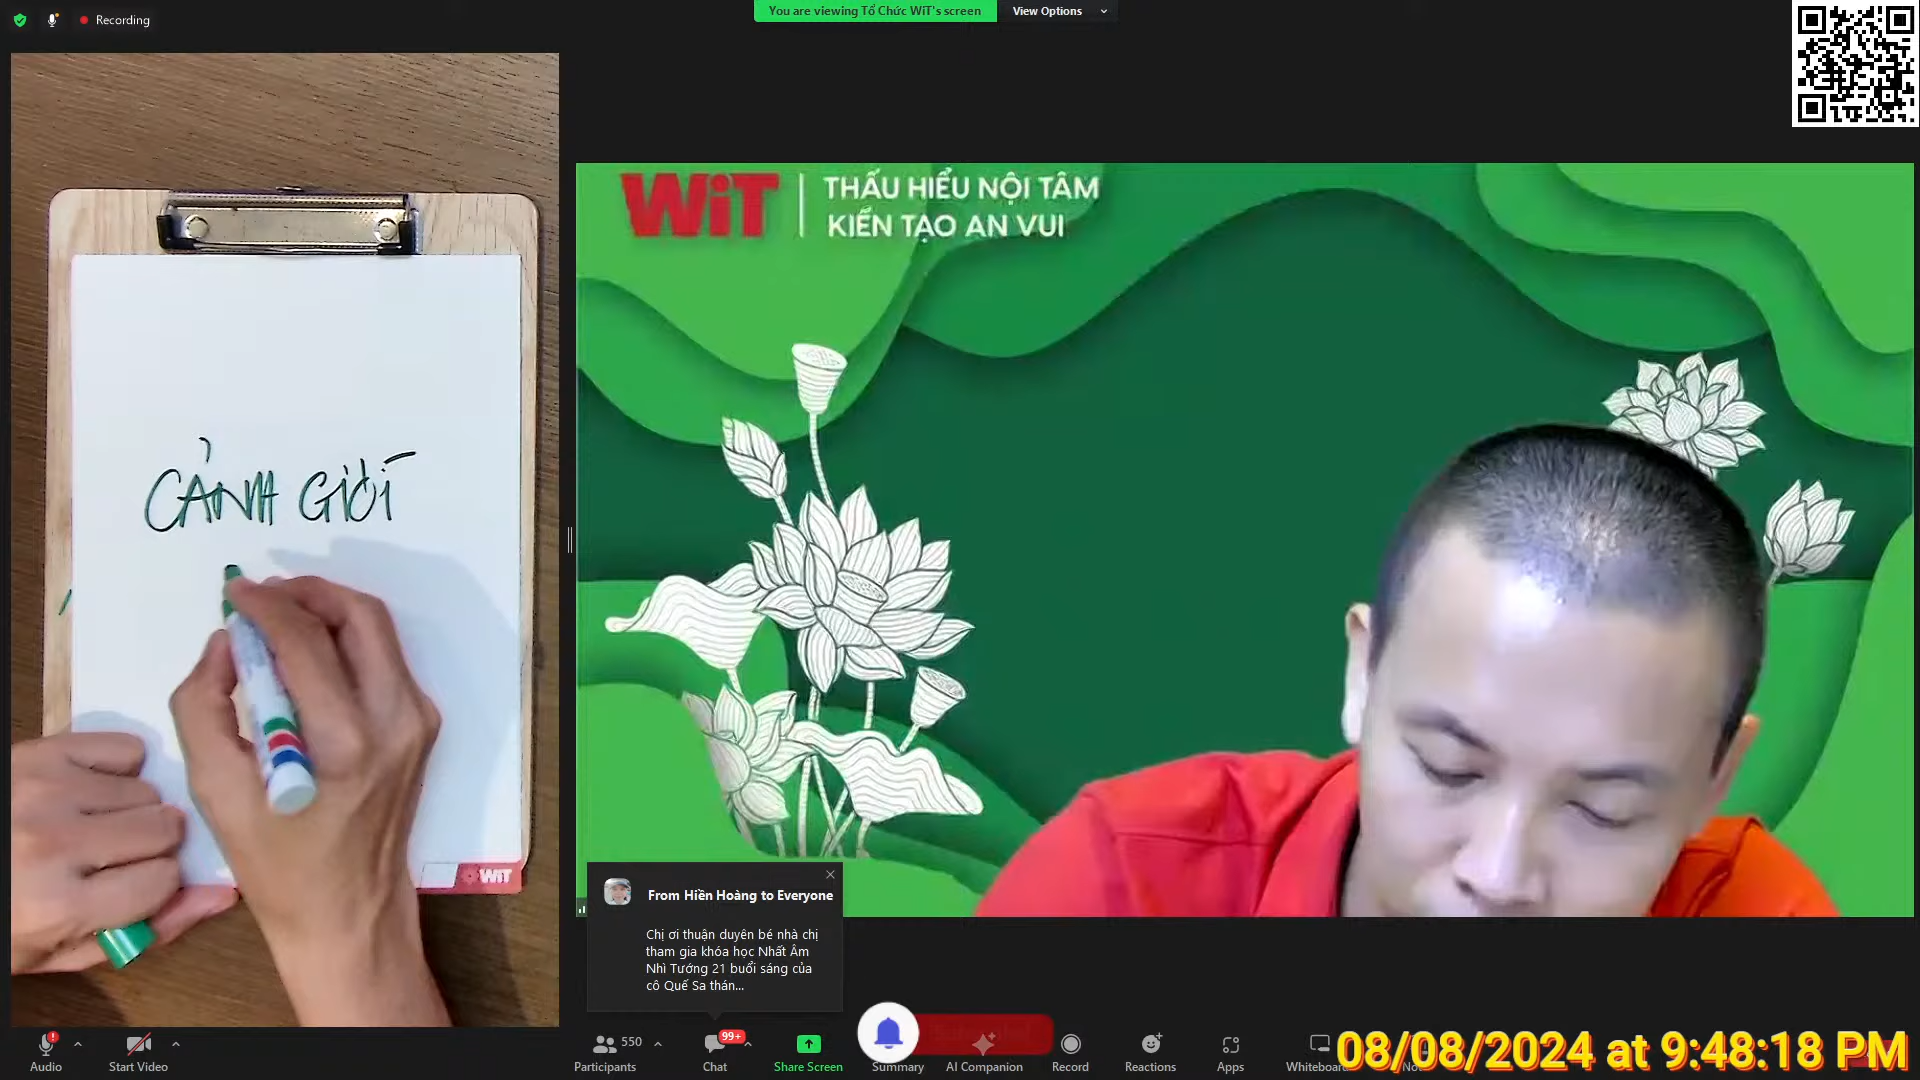 Recording
You are viewing Tổ Chức WiT's screen
View Options
WiT
THẤU HIỂU NỘI TÂM
KIẾN TẠO AN VUI
CẢNH GIỚI
WiT
From Hiền Hoàng to Everyone
Chị ơi thuận duyên bé nhà chị
tham gia khóa học Nhất Âm
Nhì Tướng 21 buổi sáng của
cô Quế Sa thán...
Audio
Start Video
550
Participants
99+
Chat
Share Screen
Summary
AI Companion
Record
Reactions
Apps
Whiteboard
08/08/2024 at 9:48:18 PM